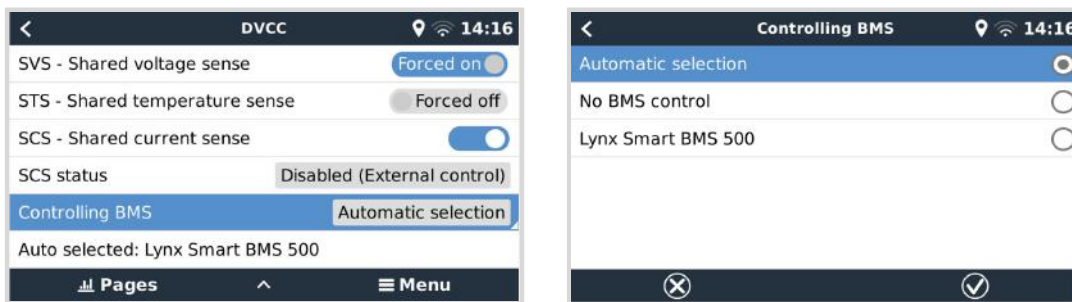 DVCC 14:16
SVS - Shared voltage sense Forced on
STS - Shared temperature sense Forced off
SCS - Shared current sense
SCS status Disabled (External control)
Controlling BMS Automatic selection
Auto selected: Lynx Smart BMS 500
Pages Menu
Controlling BMS 14:16
Automatic selection
No BMS control
Lynx Smart BMS 500